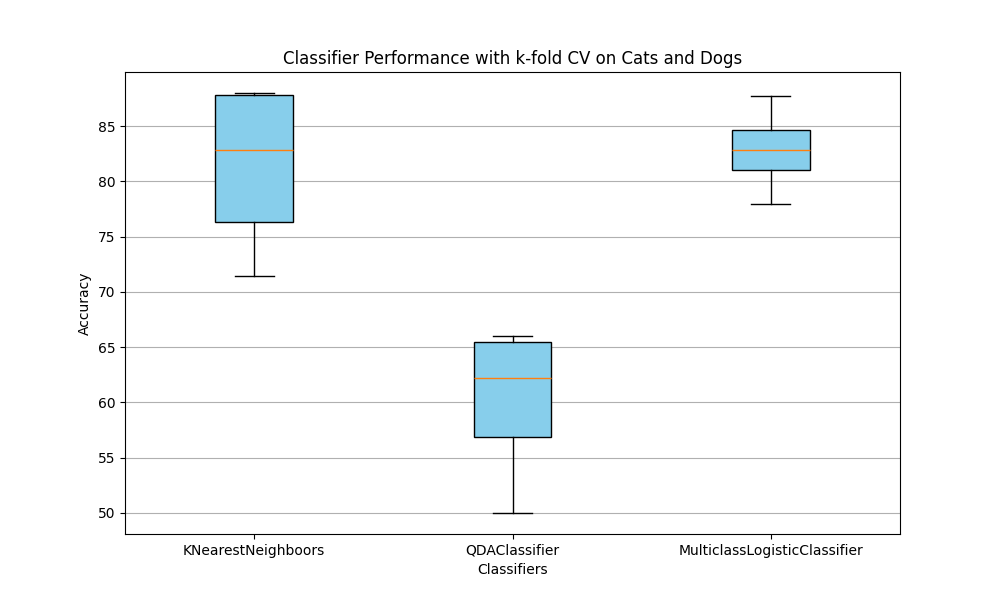 Classifier Performance with k-fold CV on Cats and Dogs
85
80
75
70
65
60
55
50
Accuracy
KNearestNeighboors QDAClassifier MulticlassLogisticClassifier
Classifiers